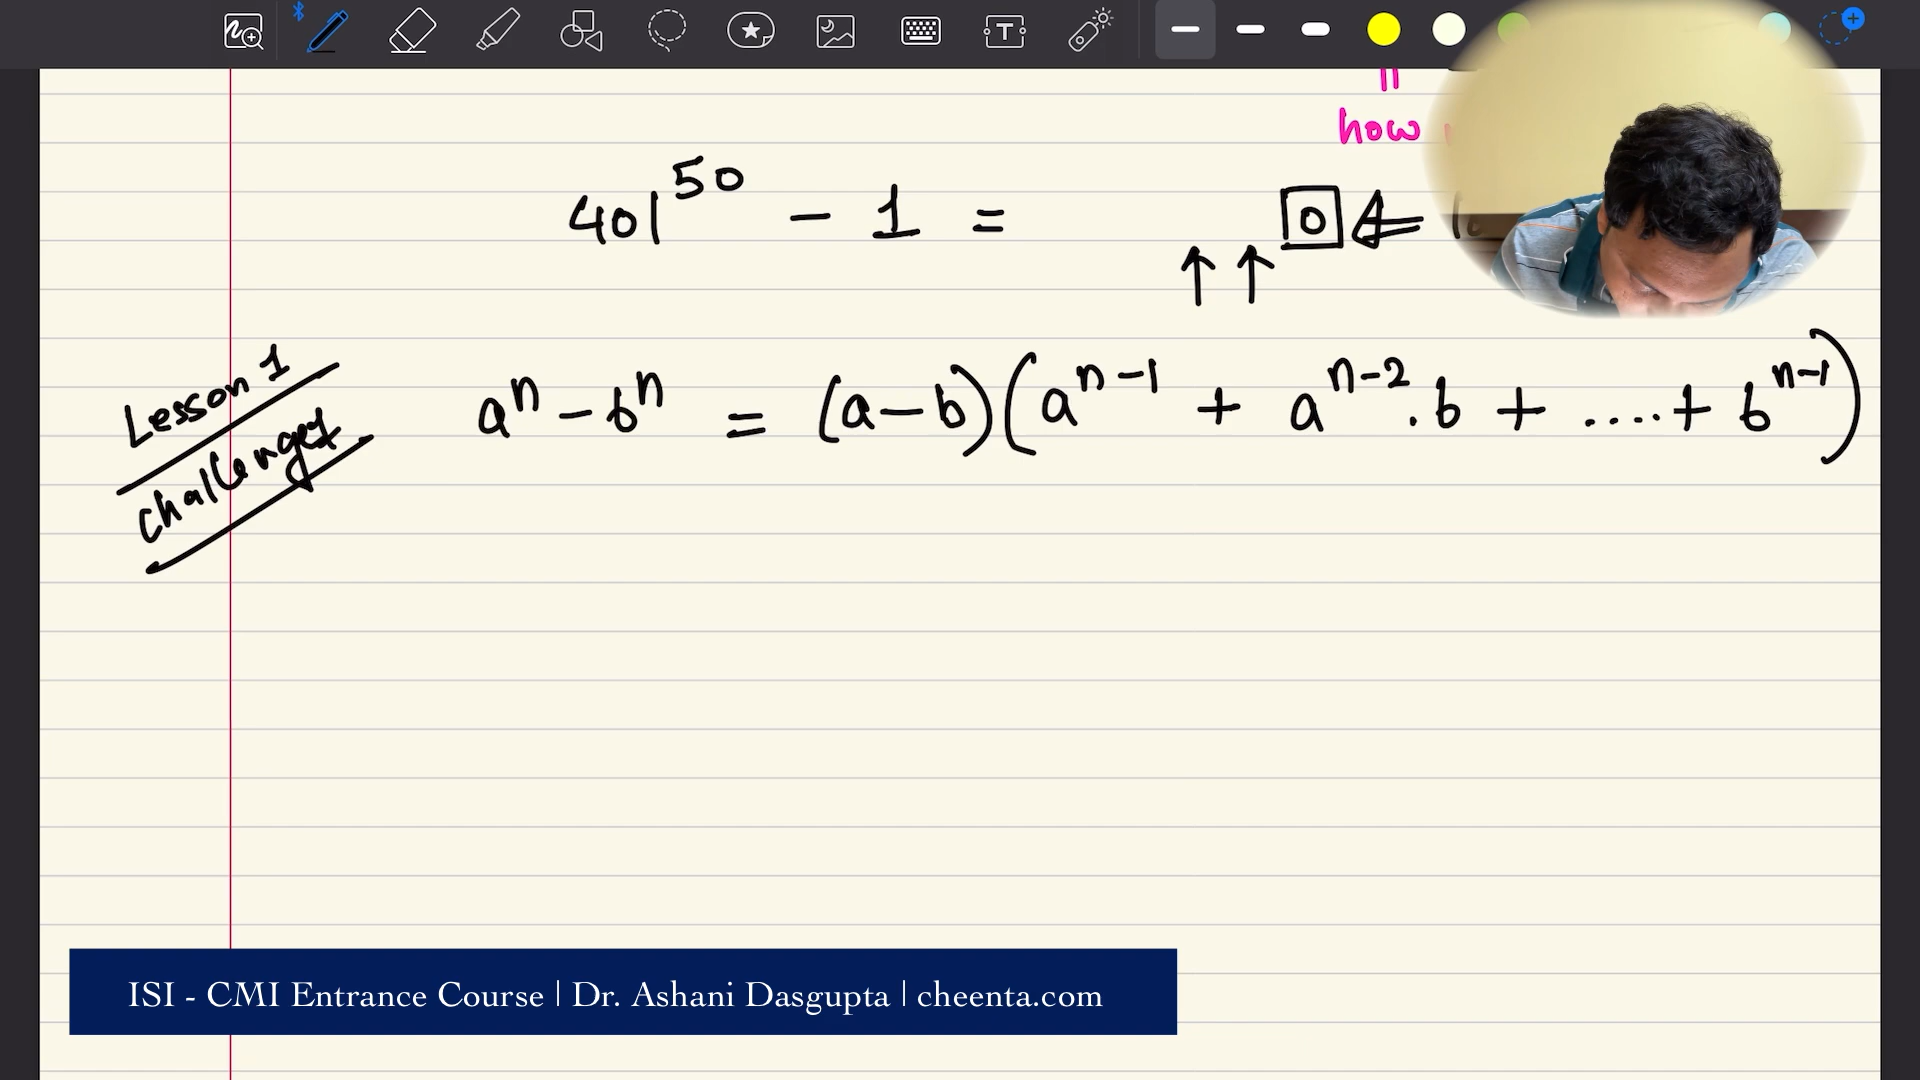 how
401^50 - 1 = 0
Lesson 1
Challenges
a^n - b^n = (a-b)(a^{n-1} + a^{n-2}.b + .... + b^{n-1})
ISI - CMI Entrance Course | Dr. Ashani Dasgupta | cheenta.com